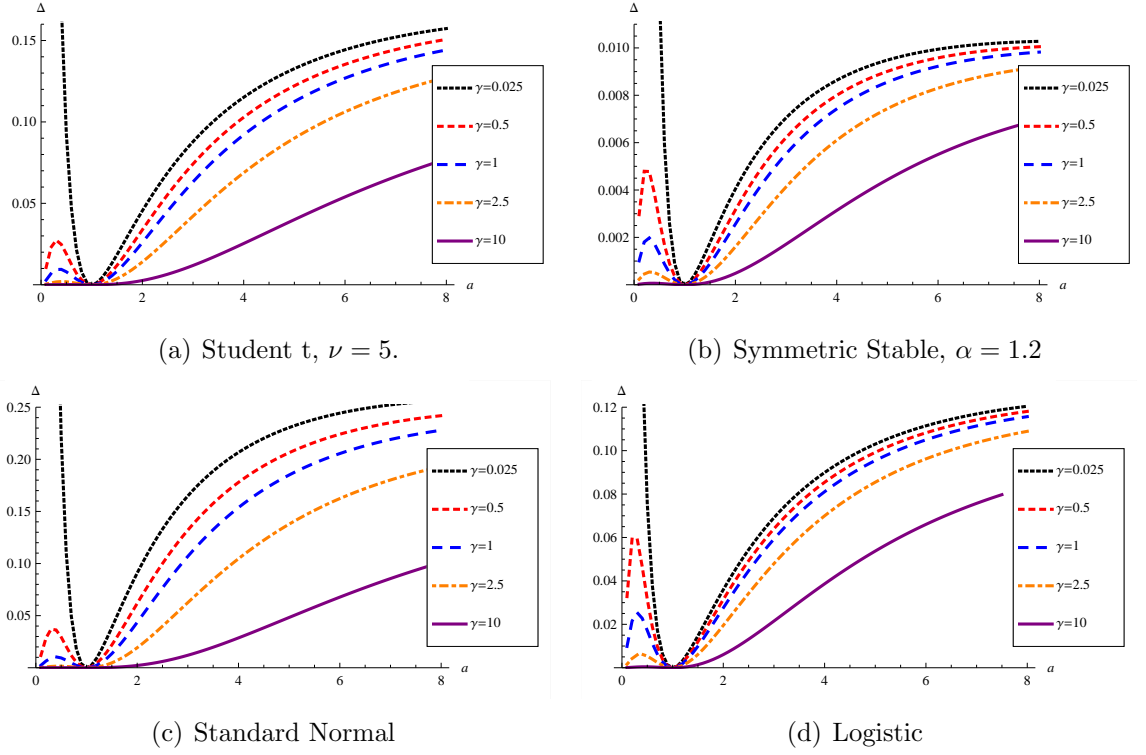 Δ
0.15
0.10
0.05
0 2 4 6 8 a
γ=0.025
γ=0.5
γ=1
γ=2.5
γ=10
(a) Student t, ν = 5.
Δ
0.010
0.008
0.006
0.004
0.002
0 2 4 6 8 a
γ=0.025
γ=0.5
γ=1
γ=2.5
γ=10
(b) Symmetric Stable, α = 1.2
Δ
0.25
0.20
0.15
0.10
0.05
0 2 4 6 8 a
γ=0.025
γ=0.5
γ=1
γ=2.5
γ=10
(c) Standard Normal
Δ
0.12
0.10
0.08
0.06
0.04
0.02
0 2 4 6 8 a
γ=0.025
γ=0.5
γ=1
γ=2.5
γ=10
(d) Logistic